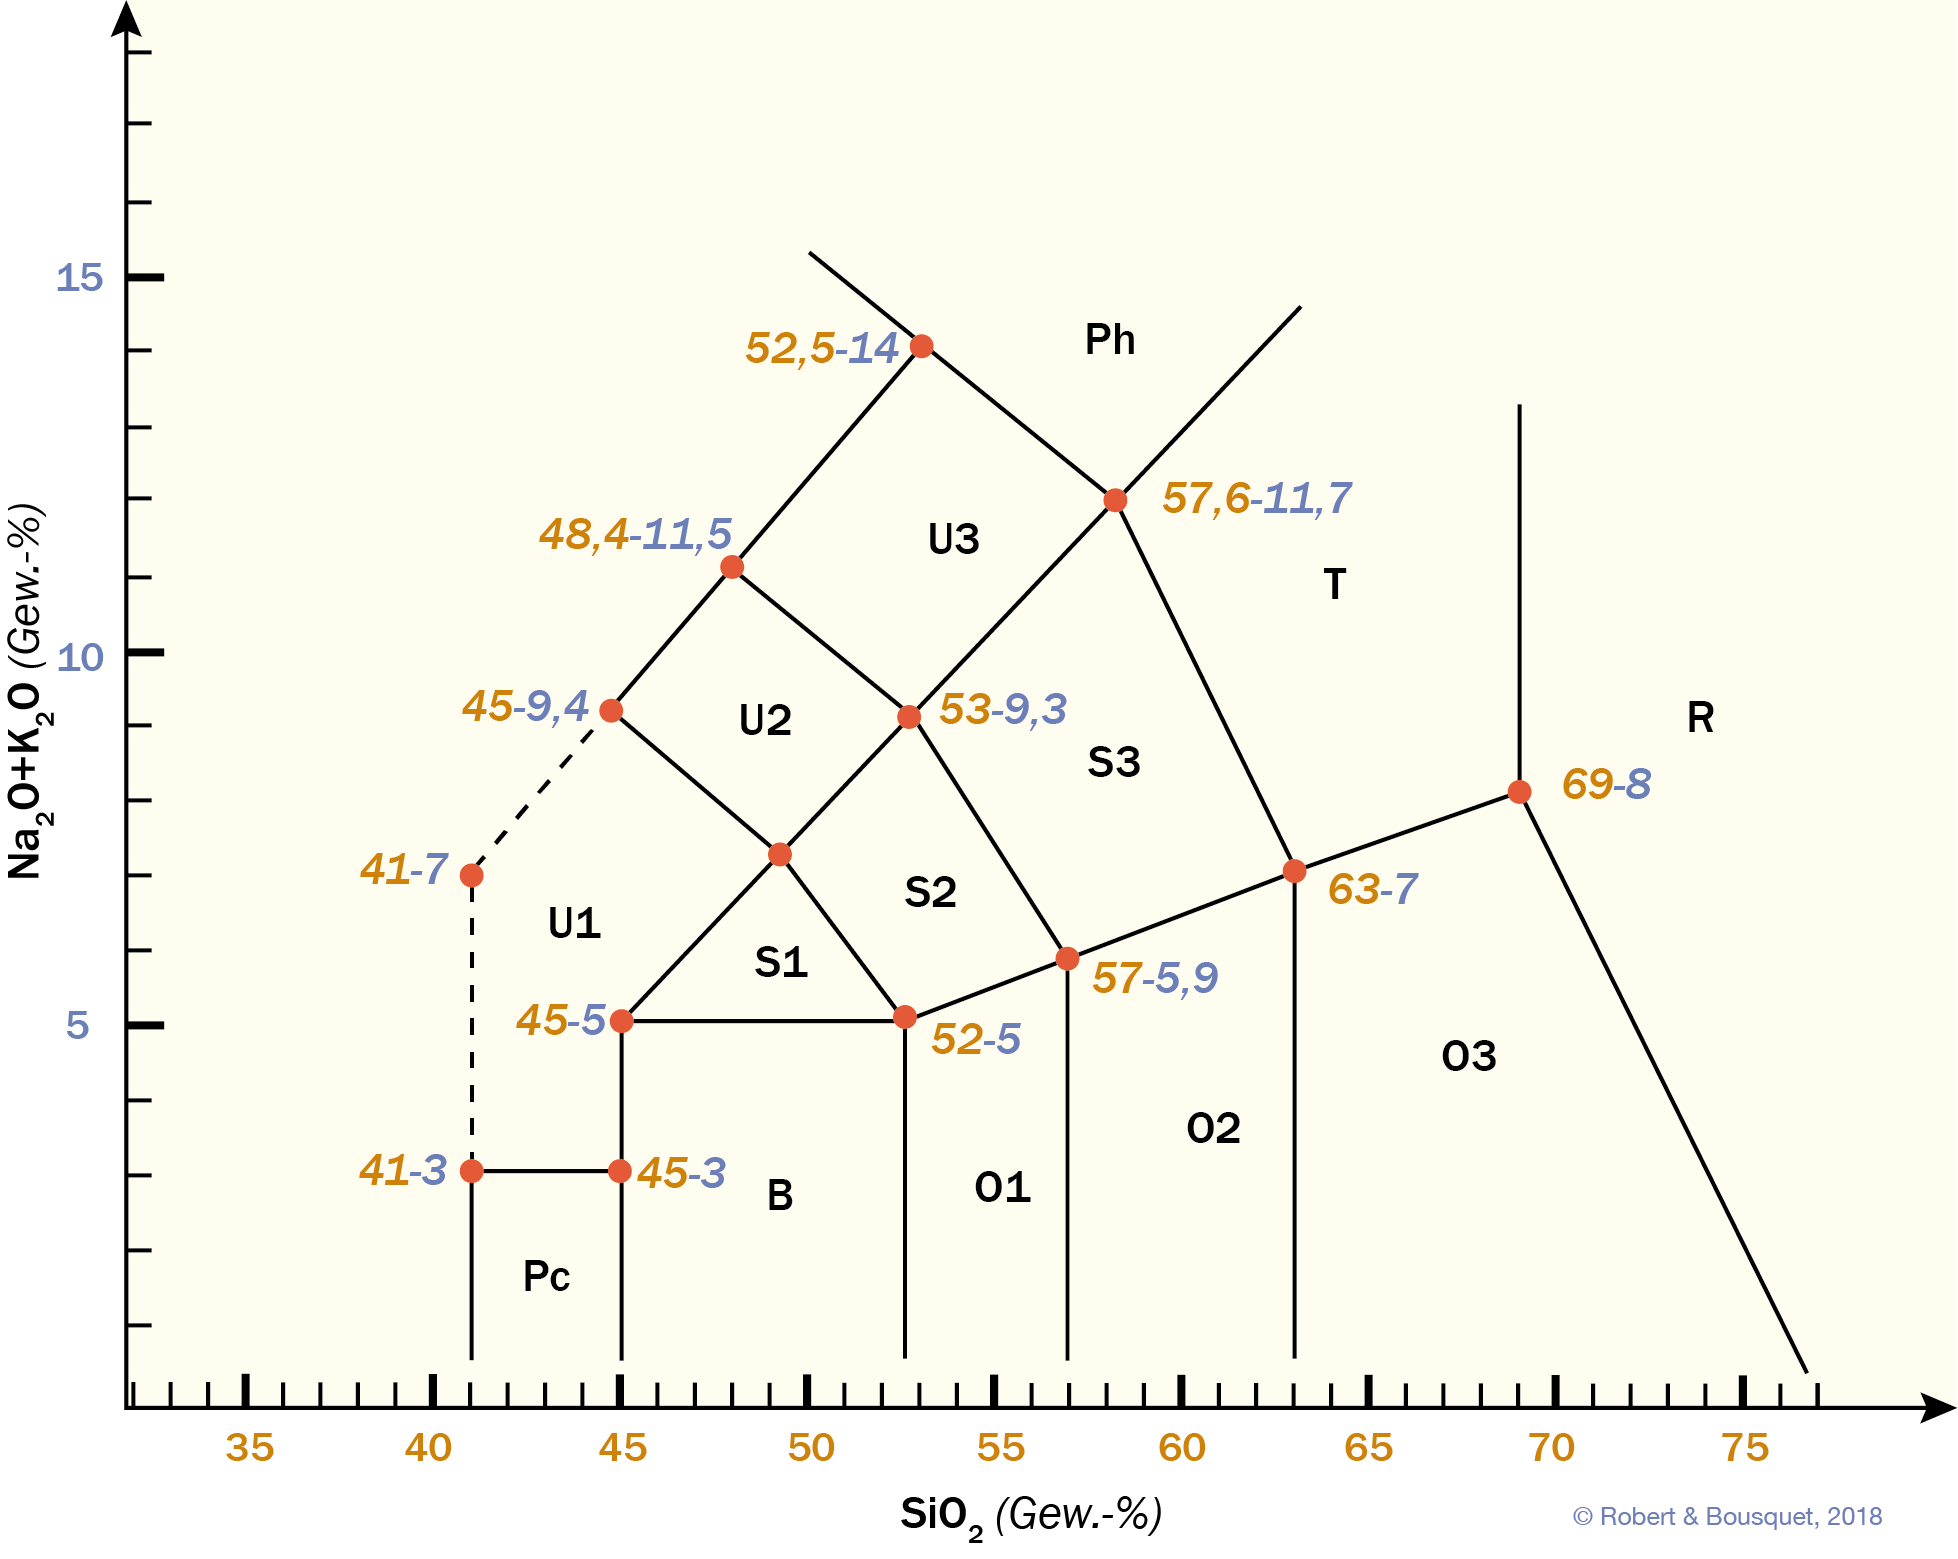 15
Ph
52,5-14
57,6-11,7
48,4-11,5
U3
T
10
45-9,4
U2
53-9,3
R
S3
69-8
41-7
63-7
U1
S2
S1
57-5,9
45-5
52-5
5
O3
O2
41-3
45-3
B
O1
Pc
Na₂O+K₂O (Gew.-%)
35 40 45 50 55 60 65 70 75
SiO₂ (Gew.-%)
© Robert & Bousquet, 2018